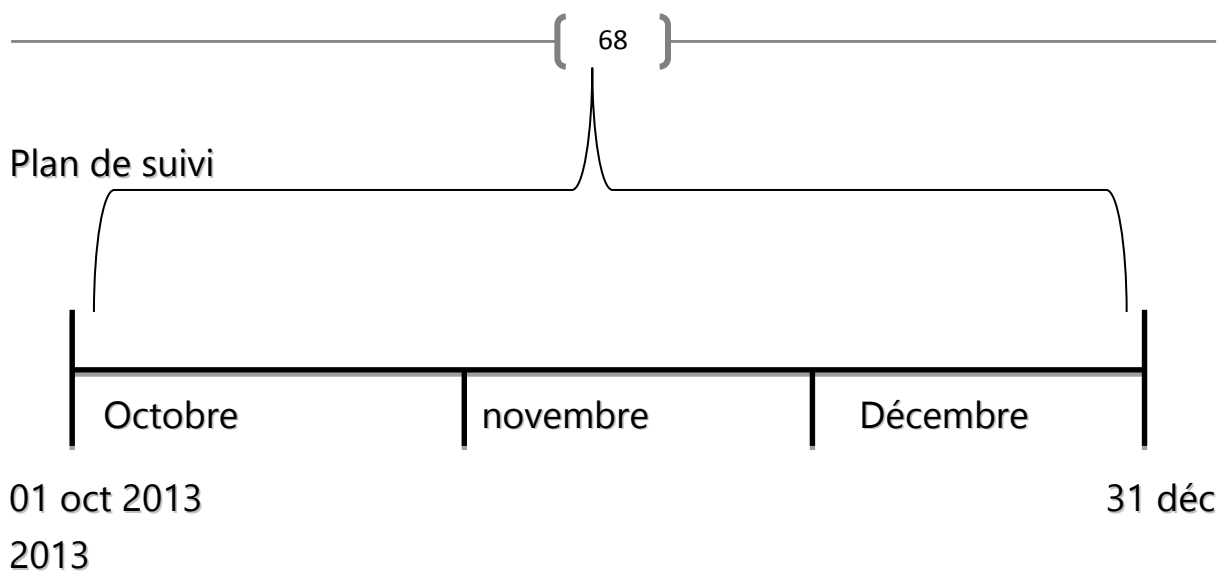 68
Plan de suivi
Octobre novembre Décembre
01 oct 2013 31 déc
2013